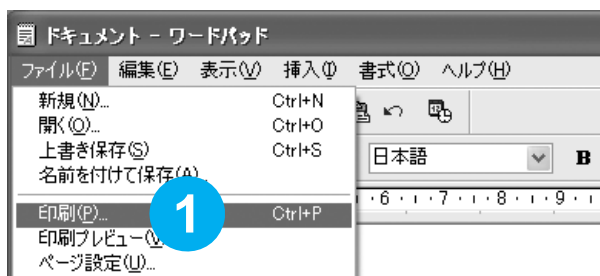 ドキュメント - ワードパッド
ファイル(F) 編集(E) 表示(V) 挿入(I) 書式(O) ヘルプ(H)
新規(N)... Ctrl+N
開く(O)... Ctrl+O
上書き保存(S) Ctrl+S
日本語 B
名前を付けて保存(A)...
·6·ı·7·ı·8·ı·9·ı
印刷(P)... 1 Ctrl+P
印刷プレビュー(V)
ページ設定(U)...